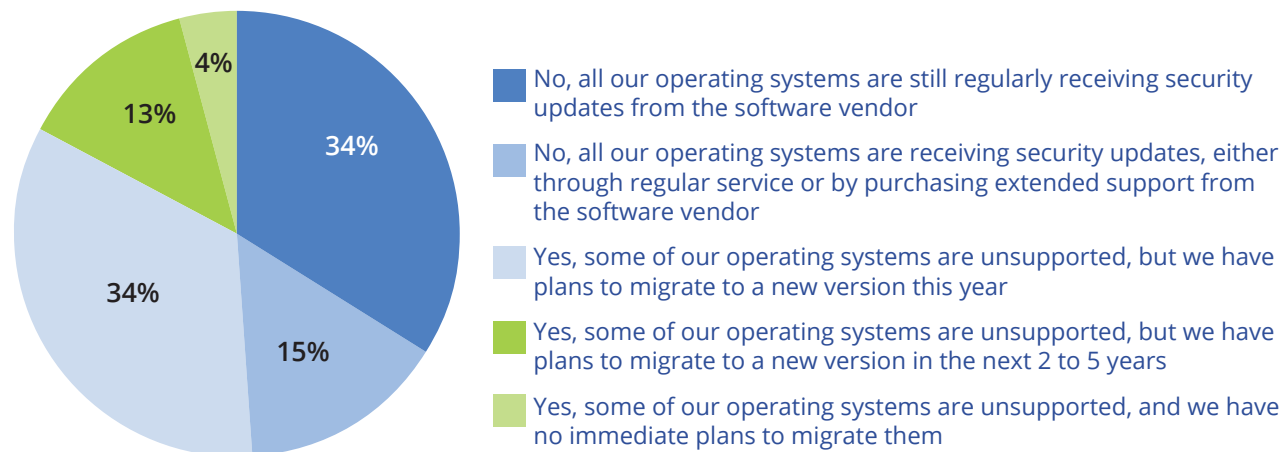 4%
13%
34%
34%
15%
No, all our operating systems are still regularly receiving security
updates from the software vendor
No, all our operating systems are receiving security updates, either
through regular service or by purchasing extended support from
the software vendor
Yes, some of our operating systems are unsupported, but we have
plans to migrate to a new version this year
Yes, some of our operating systems are unsupported, but we have
plans to migrate to a new version in the next 2 to 5 years
Yes, some of our operating systems are unsupported, and we have
no immediate plans to migrate them